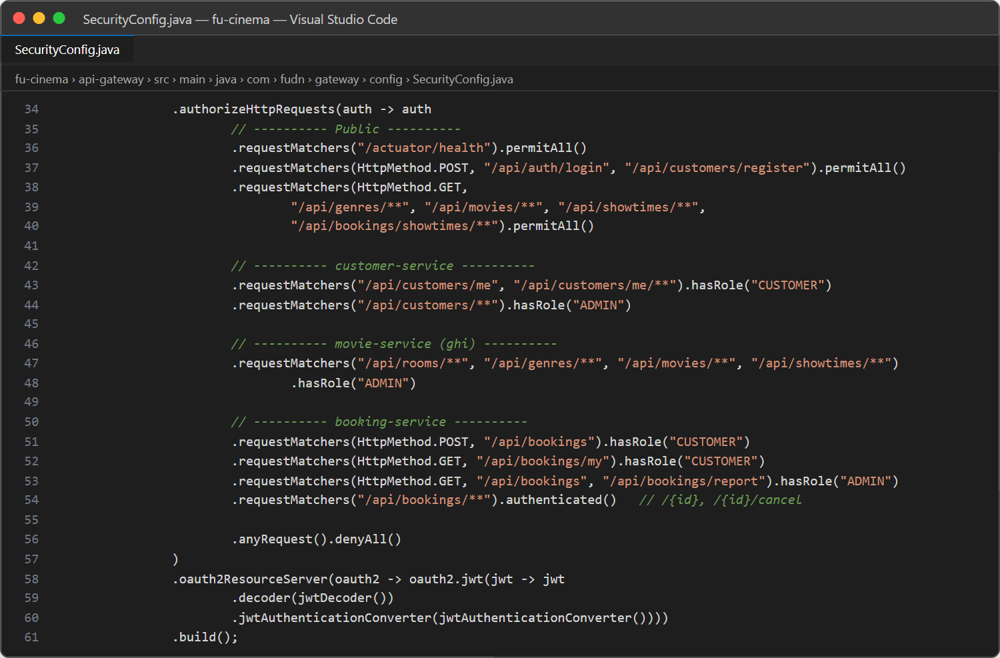 SecurityConfig.java — fu-cinema — Visual Studio Code
SecurityConfig.java
fu-cinema › api-gateway › src › main › java › com › fudn › gateway › config › SecurityConfig.java
34 .authorizeHttpRequests(auth -> auth
35 // ---------- Public ----------
36 .requestMatchers("/actuator/health").permitAll()
37 .requestMatchers(HttpMethod.POST, "/api/auth/login", "/api/customers/register").permitAll()
38 .requestMatchers(HttpMethod.GET,
39 "/api/genres/**", "/api/movies/**", "/api/showtimes/**",
40 "/api/bookings/showtimes/**").permitAll()
41
42 // ---------- customer-service ----------
43 .requestMatchers("/api/customers/me", "/api/customers/me/**").hasRole("CUSTOMER")
44 .requestMatchers("/api/customers/**").hasRole("ADMIN")
45
46 // ---------- movie-service (ghi) ----------
47 .requestMatchers("/api/rooms/**", "/api/genres/**", "/api/movies/**", "/api/showtimes/**")
48 .hasRole("ADMIN")
49
50 // ---------- booking-service ----------
51 .requestMatchers(HttpMethod.POST, "/api/bookings").hasRole("CUSTOMER")
52 .requestMatchers(HttpMethod.GET, "/api/bookings/my").hasRole("CUSTOMER")
53 .requestMatchers(HttpMethod.GET, "/api/bookings", "/api/bookings/report").hasRole("ADMIN")
54 .requestMatchers("/api/bookings/**").authenticated() // /{id}, /{id}/cancel
55
56 .anyRequest().denyAll()
57 )
58 .oauth2ResourceServer(oauth2 -> oauth2.jwt(jwt -> jwt
59 .decoder(jwtDecoder())
60 .jwtAuthenticationConverter(jwtAuthenticationConverter())))
61 .build();